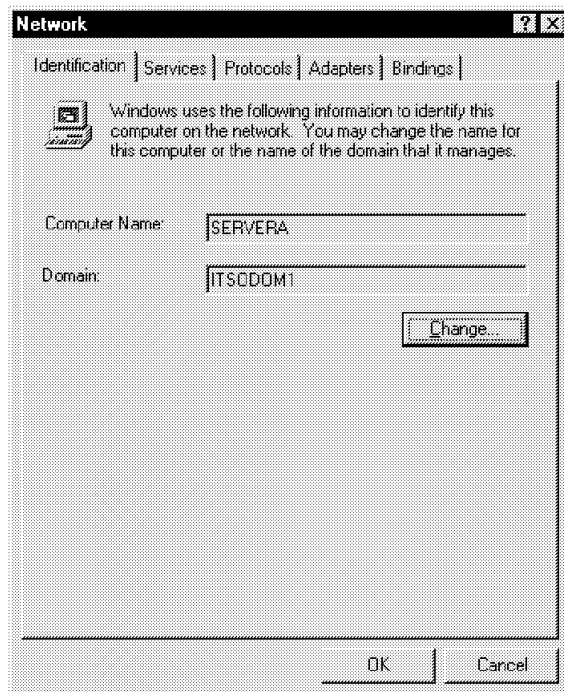 Network
Identification Services Protocols Adapters Bindings
Windows uses the following information to identify this
computer on the network. You may change the name for
this computer or the name of the domain that it manages.
Computer Name: SERVERA
Domain: ITSODOM1
Change...
OK Cancel